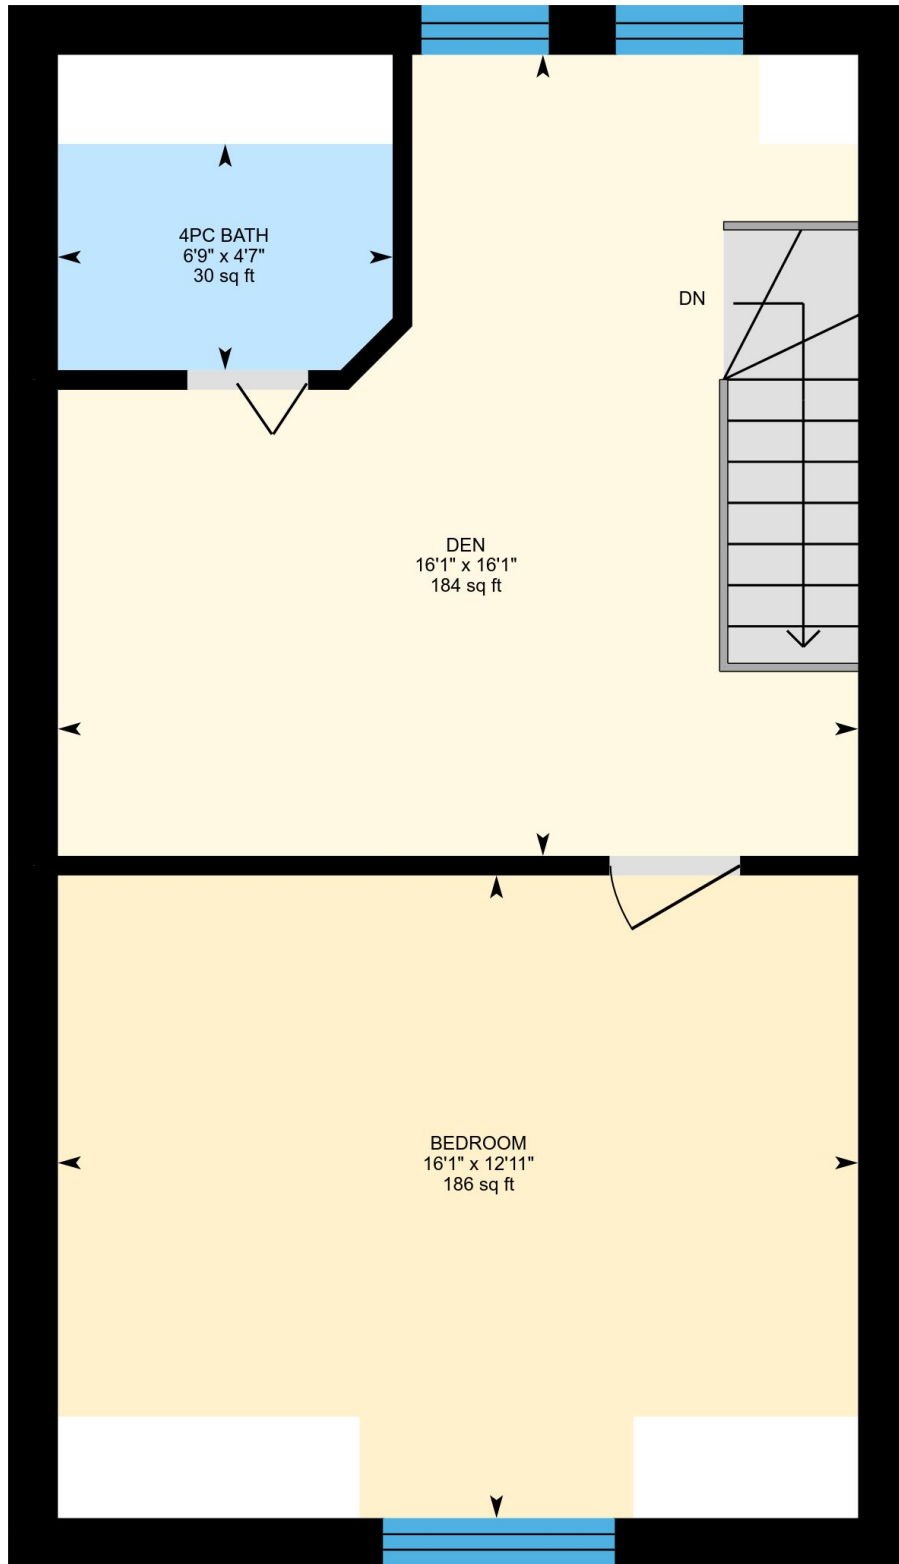 4PC BATH
6'9" x 4'7"
30 sq ft
DN
DEN
16'1" x 16'1"
184 sq ft
BEDROOM
16'1" x 12'11"
186 sq ft